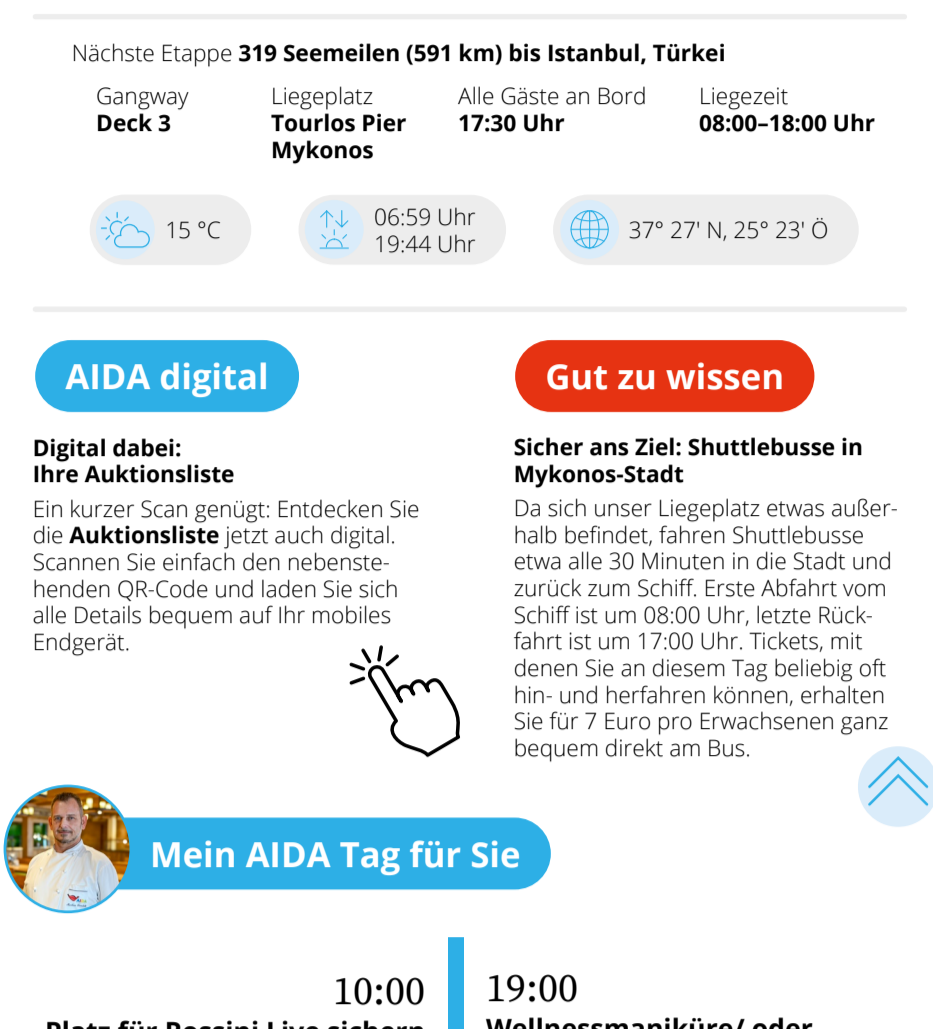 Nächste Etappe 319 Seemeilen (591 km) bis Istanbul, Türkei
Gangway
Deck 3
Liegeplatz
Tourlos Pier
Mykonos
Alle Gäste an Bord
17:30 Uhr
Liegezeit
08:00–18:00 Uhr
15 °C
06:59 Uhr
19:44 Uhr
37° 27' N, 25° 23' Ö
AIDA digital
Digital dabei:
Ihre Auktionsliste
Ein kurzer Scan genügt: Entdecken Sie
die Auktionsliste jetzt auch digital.
Scannen Sie einfach den nebenste-
henden QR-Code und laden Sie sich
alle Details bequem auf Ihr mobiles
Endgerät.
Gut zu wissen
Sicher ans Ziel: Shuttlebusse in
Mykonos-Stadt
Da sich unser Liegeplatz etwas außer-
halb befindet, fahren Shuttlebusse
etwa alle 30 Minuten in die Stadt und
zurück zum Schiff. Erste Abfahrt vom
Schiff ist um 08:00 Uhr, letzte Rück-
fahrt ist um 17:00 Uhr. Tickets, mit
denen Sie an diesem Tag beliebig oft
hin- und herfahren können, erhalten
Sie für 7 Euro pro Erwachsenen ganz
bequem direkt am Bus.
Mein AIDA Tag für Sie
10:00
Platz für Rossini Live sichern
19:00
Wellnessmaniküre/ oder